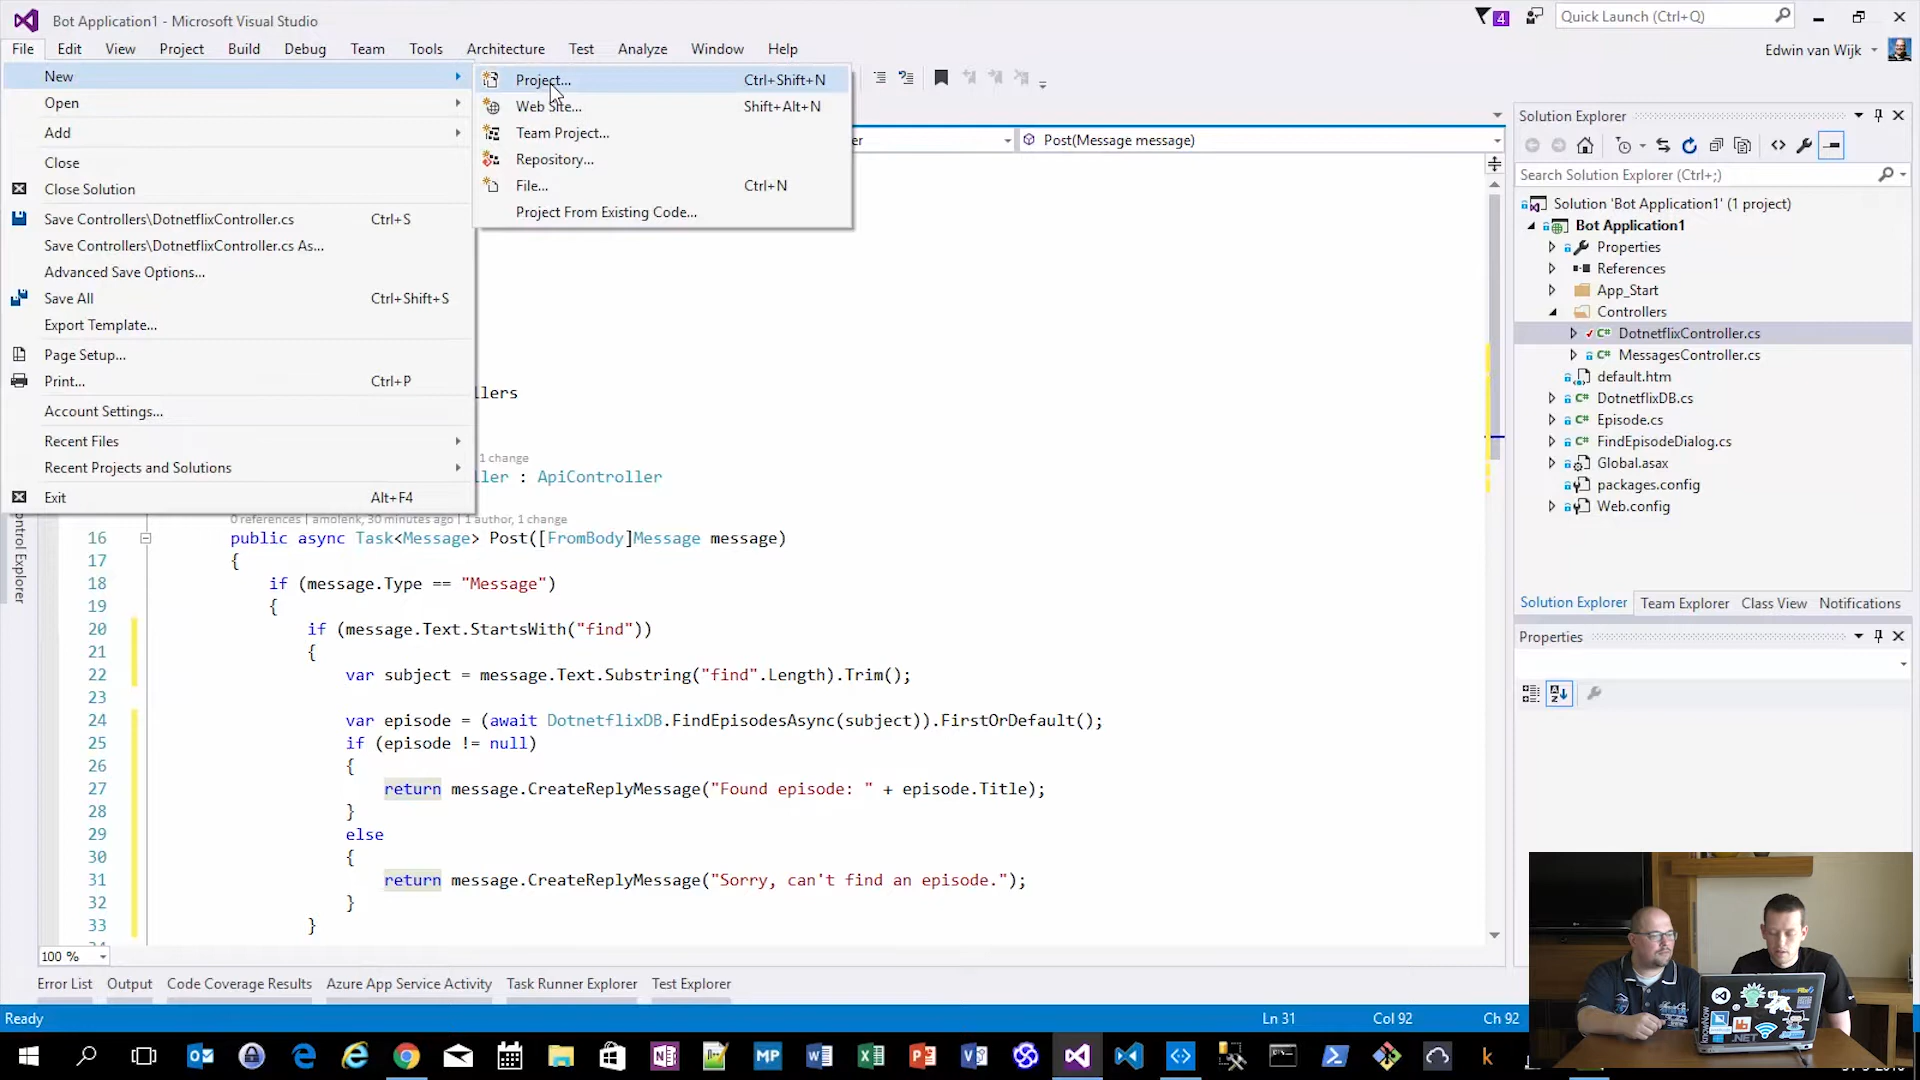 Bot Application1 - Microsoft Visual Studio
4
Quick Launch (Ctrl+Q)
File Edit View Project Build Debug Team Tools Architecture Test Analyze Window Help
Edwin van Wijk
New
Open
Add
Close
Close Solution
Save Controllers\DotnetflixController.cs Ctrl+S
Save Controllers\DotnetflixController.cs As...
Advanced Save Options...
Save All Ctrl+Shift+S
Export Template...
Page Setup...
Print... Ctrl+P
Account Settings...
Recent Files
Recent Projects and Solutions
Exit Alt+F4
Project... Ctrl+Shift+N
Web Site... Shift+Alt+N
Team Project...
Repository...
File... Ctrl+N
Project From Existing Code...
er
Post(Message message)
llers
1 change
ller : ApiController
0 references | amolenk, 30 minutes ago | 1 author, 1 change
16 public async Task<Message> Post([FromBody]Message message)
17 {
18 if (message.Type == "Message")
19 {
20 if (message.Text.StartsWith("find"))
21 {
22 var subject = message.Text.Substring("find".Length).Trim();
23
24 var episode = (await DotnetflixDB.FindEpisodesAsync(subject)).FirstOrDefault();
25 if (episode != null)
26 {
27 return message.CreateReplyMessage("Found episode: " + episode.Title);
28 }
29 else
30 {
31 return message.CreateReplyMessage("Sorry, can't find an episode.");
32 }
33 }
100 %
Error List Output Code Coverage Results Azure App Service Activity Task Runner Explorer Test Explorer
Ready
Ln 31 Col 92 Ch 92
Solution Explorer
Search Solution Explorer (Ctrl+;)
Solution 'Bot Application1' (1 project)
Bot Application1
Properties
References
App_Start
Controllers
DotnetflixController.cs
MessagesController.cs
default.htm
DotnetflixDB.cs
Episode.cs
FindEpisodeDialog.cs
Global.asax
packages.config
Web.config
Solution Explorer Team Explorer Class View Notifications
Properties
.NET